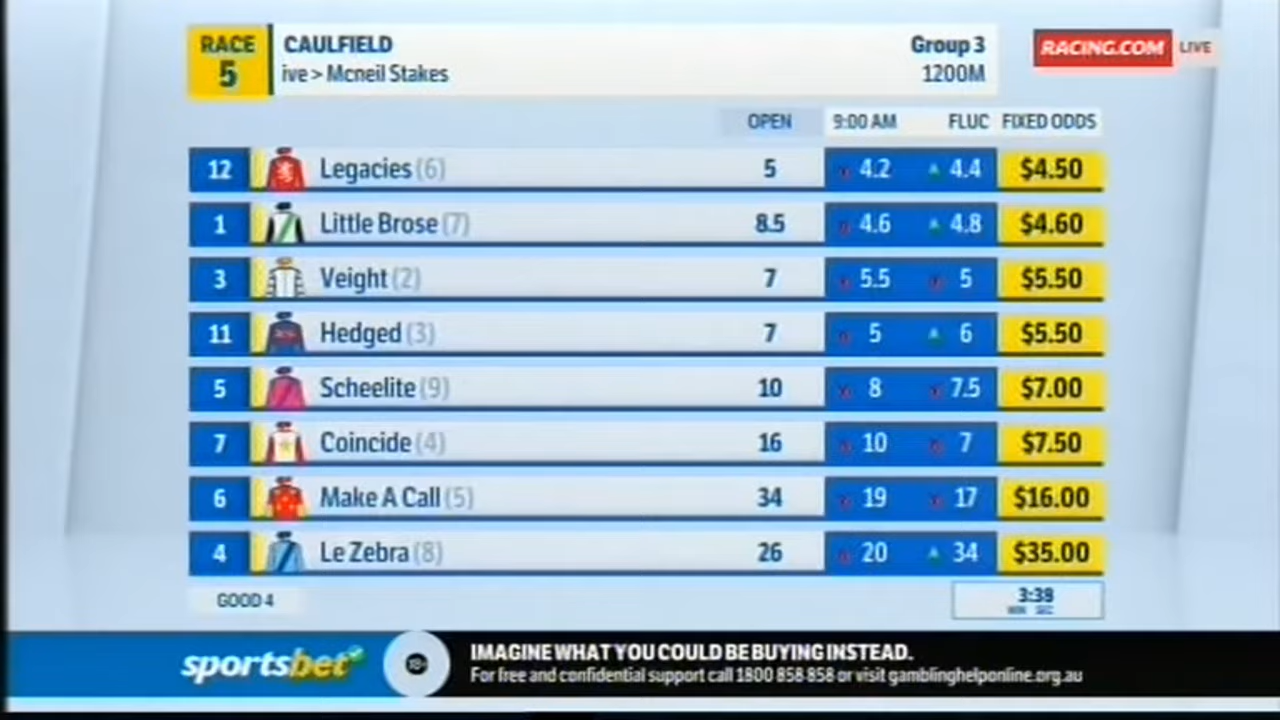 RACE 5
CAULFIELD
Group 3
ive > Mcneil Stakes
1200M
RACING.COM LIVE
OPEN 9:00 AM FLUC FIXED ODDS
12 Legacies (6) 5 4.2 4.4 $4.50
1 Little Brose (7) 8.5 4.6 4.8 $4.60
3 Veight (2) 7 5.5 5 $5.50
11 Hedged (3) 7 5 6 $5.50
5 Scheelite (9) 10 8 7.5 $7.00
7 Coincide (4) 16 10 7 $7.50
6 Make A Call (5) 34 19 17 $16.00
4 Le Zebra (8) 26 20 34 $35.00
GOOD 4
3:39
MIN SEC
sportsbet
18+
IMAGINE WHAT YOU COULD BE BUYING INSTEAD.
For free and confidential support call 1800 858 858 or visit gamblinghelponline.org.au